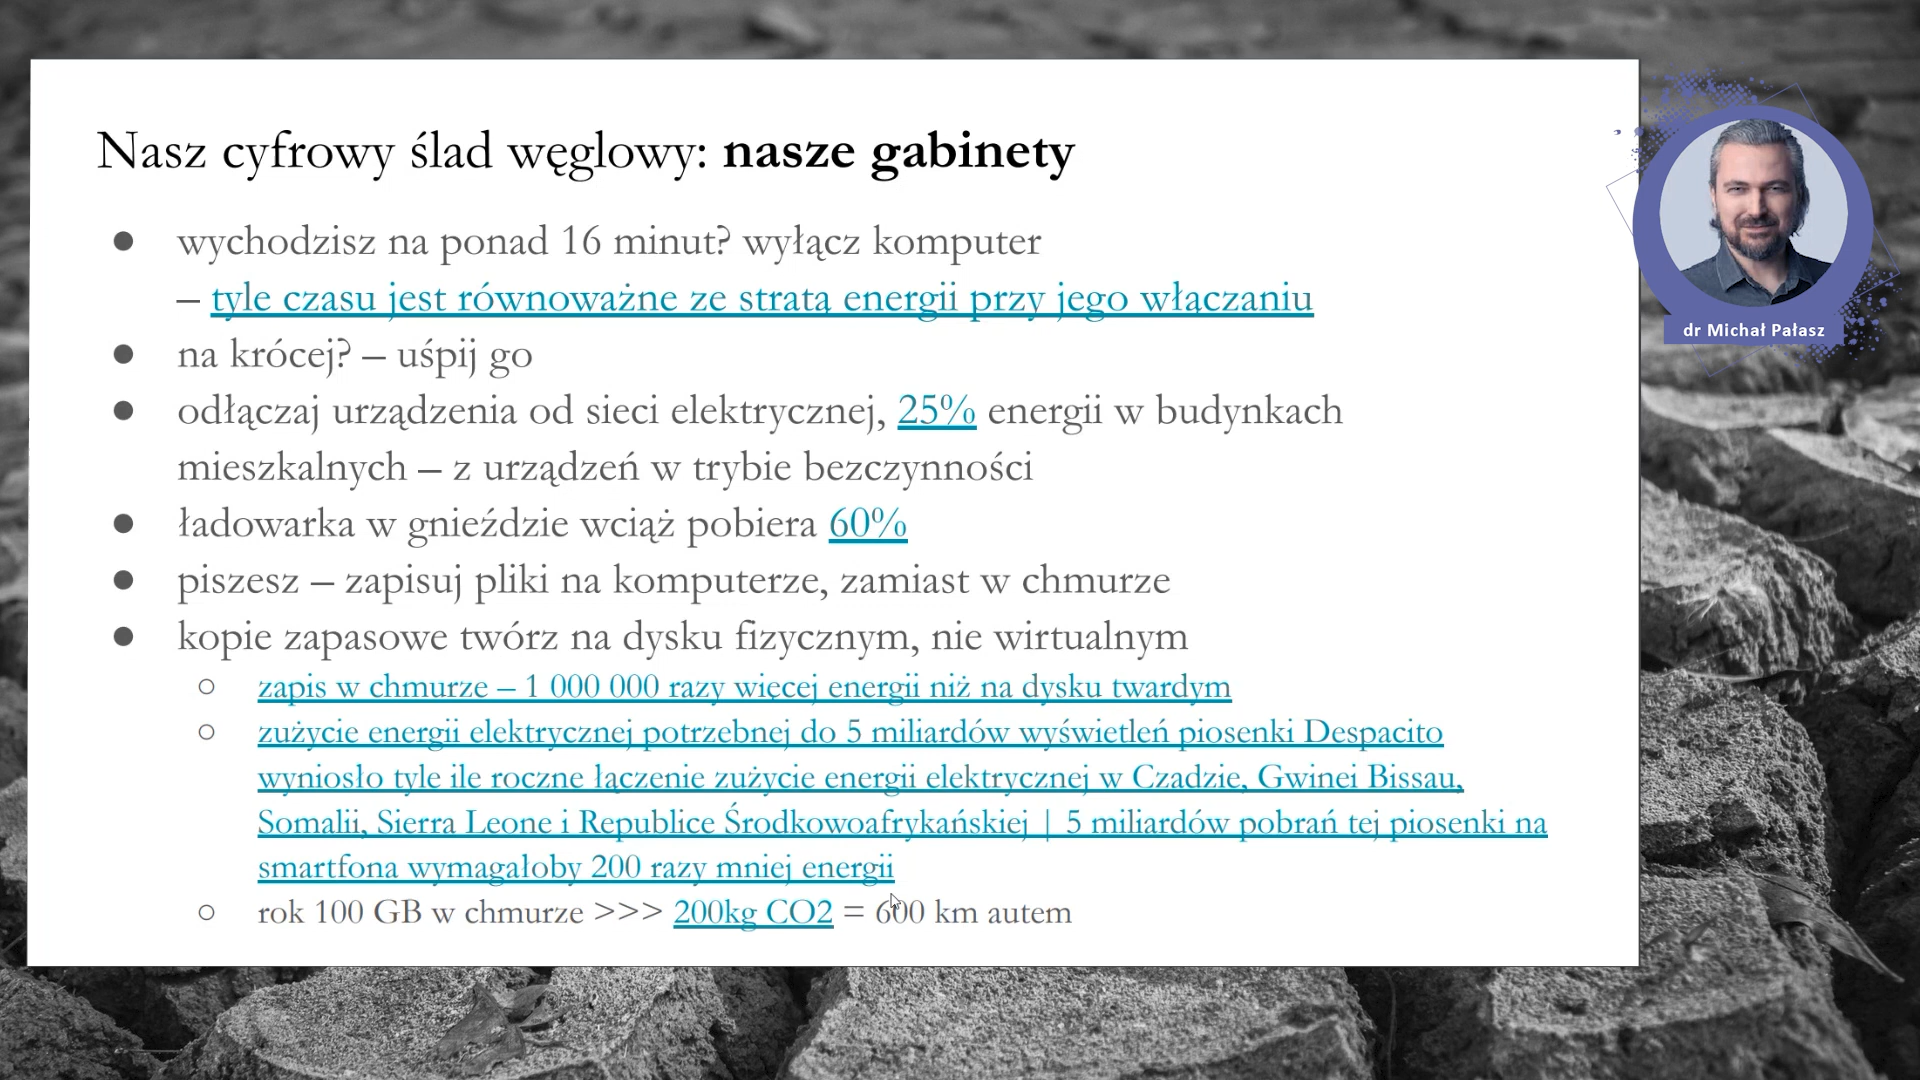 Nasz cyfrowy ślad węglowy: nasze gabinety
● wychodzisz na ponad 16 minut? wyłącz komputer
– tyle czasu jest równoważne ze stratą energii przy jego włączaniu
● na krócej? – uśpij go
● odłączaj urządzenia od sieci elektrycznej, 25% energii w budynkach
mieszkalnych – z urządzeń w trybie bezczynności
● ładowarka w gnieździe wciąż pobiera 60%
● piszesz – zapisuj pliki na komputerze, zamiast w chmurze
● kopie zapasowe twórz na dysku fizycznym, nie wirtualnym
○ zapis w chmurze – 1 000 000 razy więcej energii niż na dysku twardym
○ zużycie energii elektrycznej potrzebnej do 5 miliardów wyświetleń piosenki Despacito
wyniosło tyle ile roczne łączenie zużycie energii elektrycznej w Czadzie, Gwinei Bissau,
Somalii, Sierra Leone i Republice Środkowoafrykańskiej | 5 miliardów pobrań tej piosenki na
smartfona wymagałoby 200 razy mniej energii
○ rok 100 GB w chmurze >>> 200kg CO2 = 600 km autem
dr Michał Pałasz